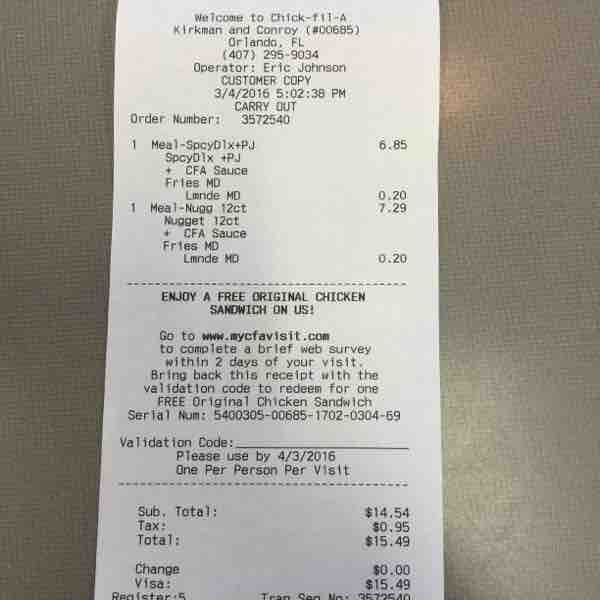 Welcome to Chick-fil-A
Kirkman and Conroy (#00685)
Orlando, FL
(407) 295-9034
Operator: Eric Johnson
CUSTOMER COPY
3/4/2016 5:02:38 PM
CARRY OUT
Order Number: 3572540
1 Meal-SpcyDlx+PJ 6.85
SpcyDlx +PJ
+ CFA Sauce
Fries MD
Lmnde MD 0.20
1 Meal-Nugg 12ct 7.29
Nugget 12ct
+ CFA Sauce
Fries MD
Lmnde MD 0.20
ENJOY A FREE ORIGINAL CHICKEN
SANDWICH ON US!
Go to www.mycfavisit.com
to complete a brief web survey
within 2 days of your visit.
Bring back this receipt with the
validation code to redeem for one
FREE Original Chicken Sandwich
Serial Num: 5400305-00685-1702-0304-69
Validation Code:
Please use by 4/3/2016
One Per Person Per Visit
Sub. Total: $14.54
Tax: $0.95
Total: $15.49
Change $0.00
Visa: $15.49
Register:5 Tran Seq No: 3572540